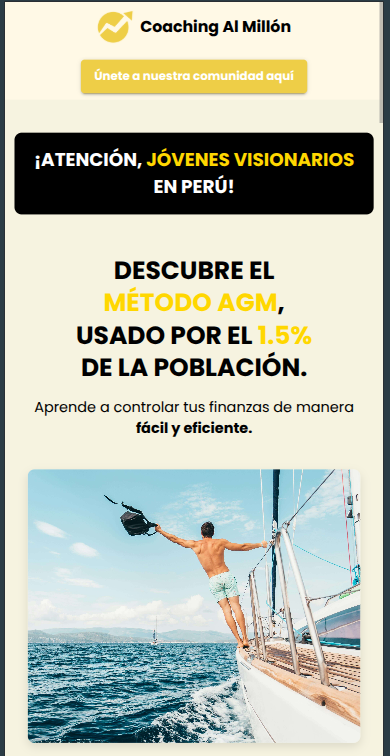 Coaching Al Millón
Únete a nuestra comunidad aquí
¡ATENCIÓN, JÓVENES VISIONARIOS
EN PERÚ!
DESCUBRE EL
MÉTODO AGM,
USADO POR EL 1.5%
DE LA POBLACIÓN.
Aprende a controlar tus finanzas de manera
fácil y eficiente.